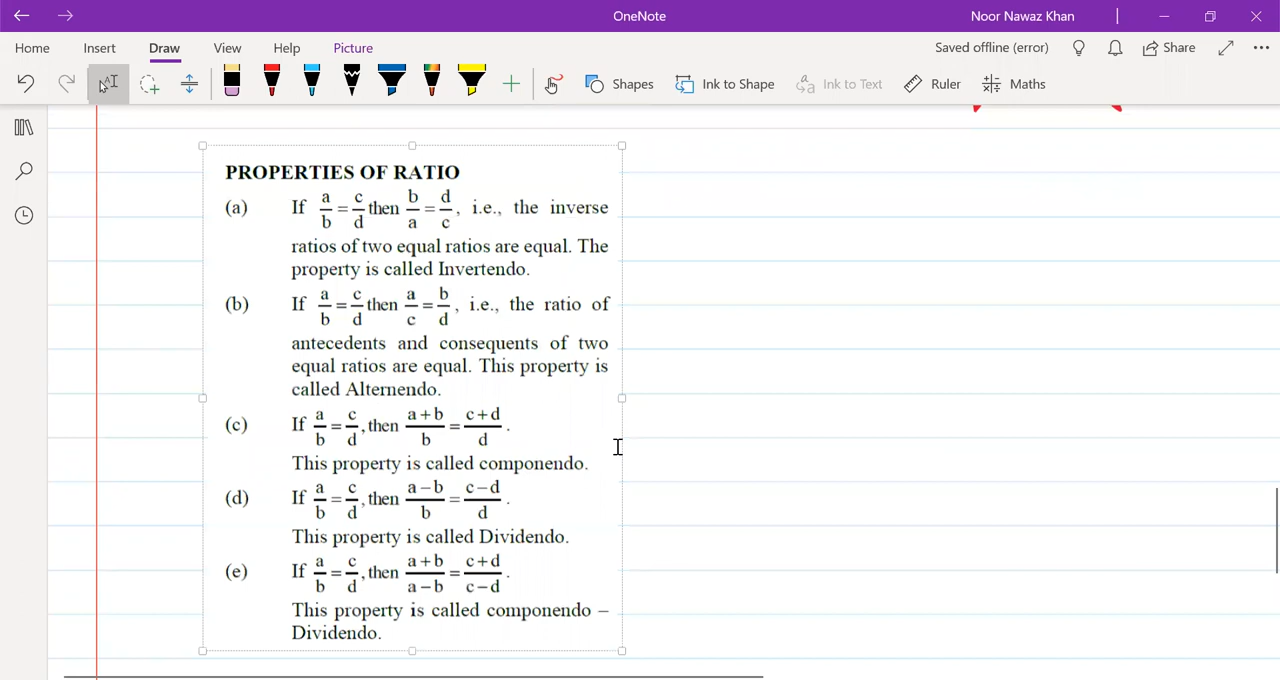 OneNote
Noor Nawaz Khan
Home Insert Draw View Help Picture
Saved offline (error) Share
Shapes Ink to Shape Ink to Text Ruler Maths
PROPERTIES OF RATIO
(a) If a/b = c/d then b/a = d/c, i.e., the inverse
ratios of two equal ratios are equal. The
property is called Invertendo.
(b) If a/b = c/d then a/c = b/d, i.e., the ratio of
antecedents and consequents of two
equal ratios are equal. This property is
called Alternendo.
(c) If a/b = c/d, then a+b/b = c+d/d.
This property is called componendo.
(d) If a/b = c/d, then a−b/b = c−d/d.
This property is called Dividendo.
(e) If a/b = c/d, then a+b/a−b = c+d/c−d.
This property is called componendo –
Dividendo.